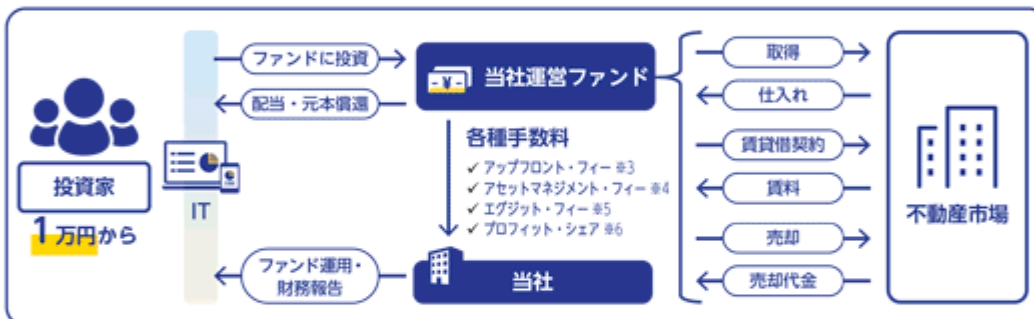 投資家
1万円から
IT
ファンドに投資
配当・元本償還
ファンド運用・
財務報告
-¥-
当社運営ファンド
各種手数料
✓ アップフロント・フィー ※3
✓ アセットマネジメント・フィー ※4
✓ エグジット・フィー ※5
✓ プロフィット・シェア ※6
当社
取得
仕入れ
賃貸借契約
賃料
売却
売却代金
不動産市場